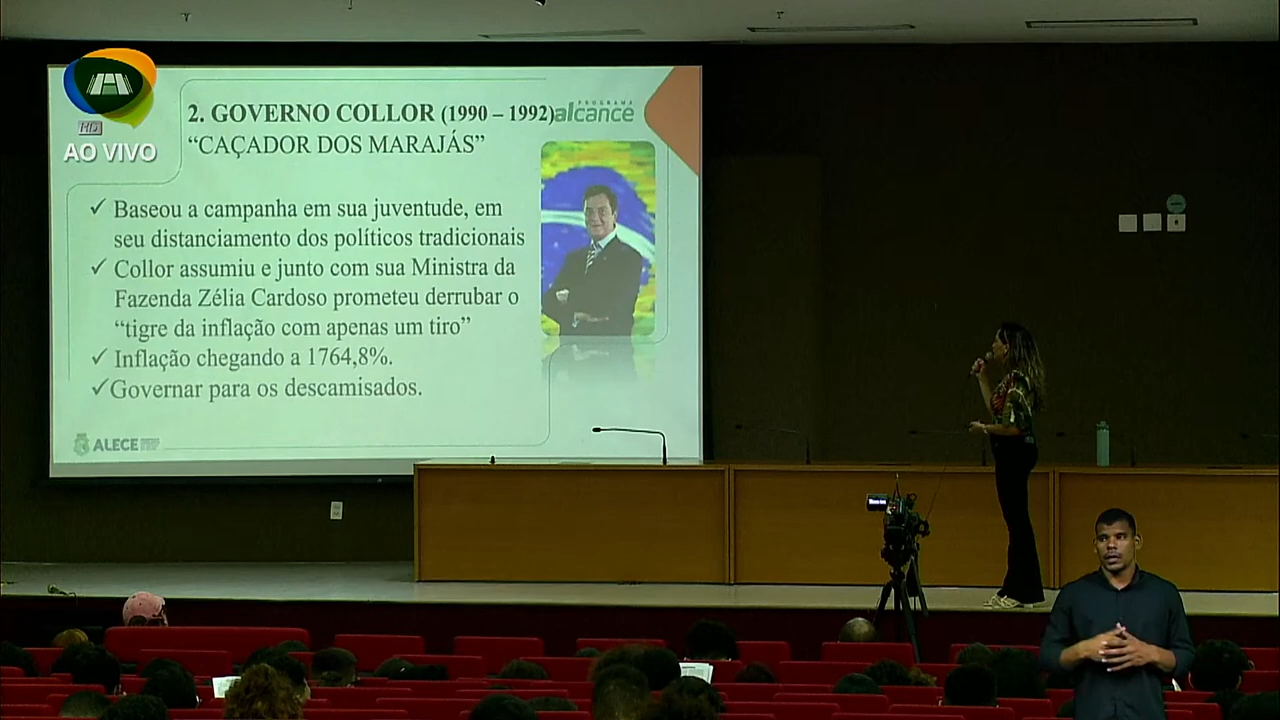 HD
AO VIVO
2. GOVERNO COLLOR (1990 – 1992)
PROGRAMA
alcance
“CAÇADOR DOS MARAJÁS”
✓ Baseou a campanha em sua juventude, em
seu distanciamento dos políticos tradicionais
✓ Collor assumiu e junto com sua Ministra da
Fazenda Zélia Cardoso prometeu derrubar o
“tigre da inflação com apenas um tiro”
✓ Inflação chegando a 1764,8%.
✓Governar para os descamisados.
ALECE